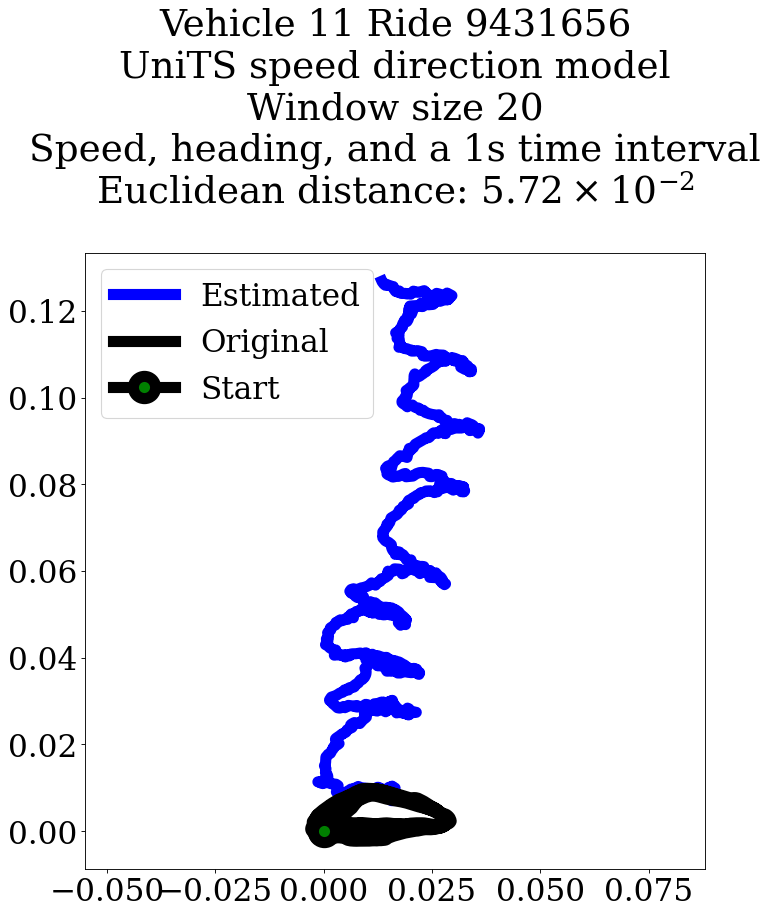 Vehicle 11 Ride 9431656
UniTS speed direction model
Window size 20
Speed, heading, and a 1s time interval
Euclidean distance: 5.72 × 10⁻²
Estimated
Original
Start
0.12
0.10
0.08
0.06
0.04
0.02
0.00
−0.050 −0.025 0.000 0.025 0.050 0.075